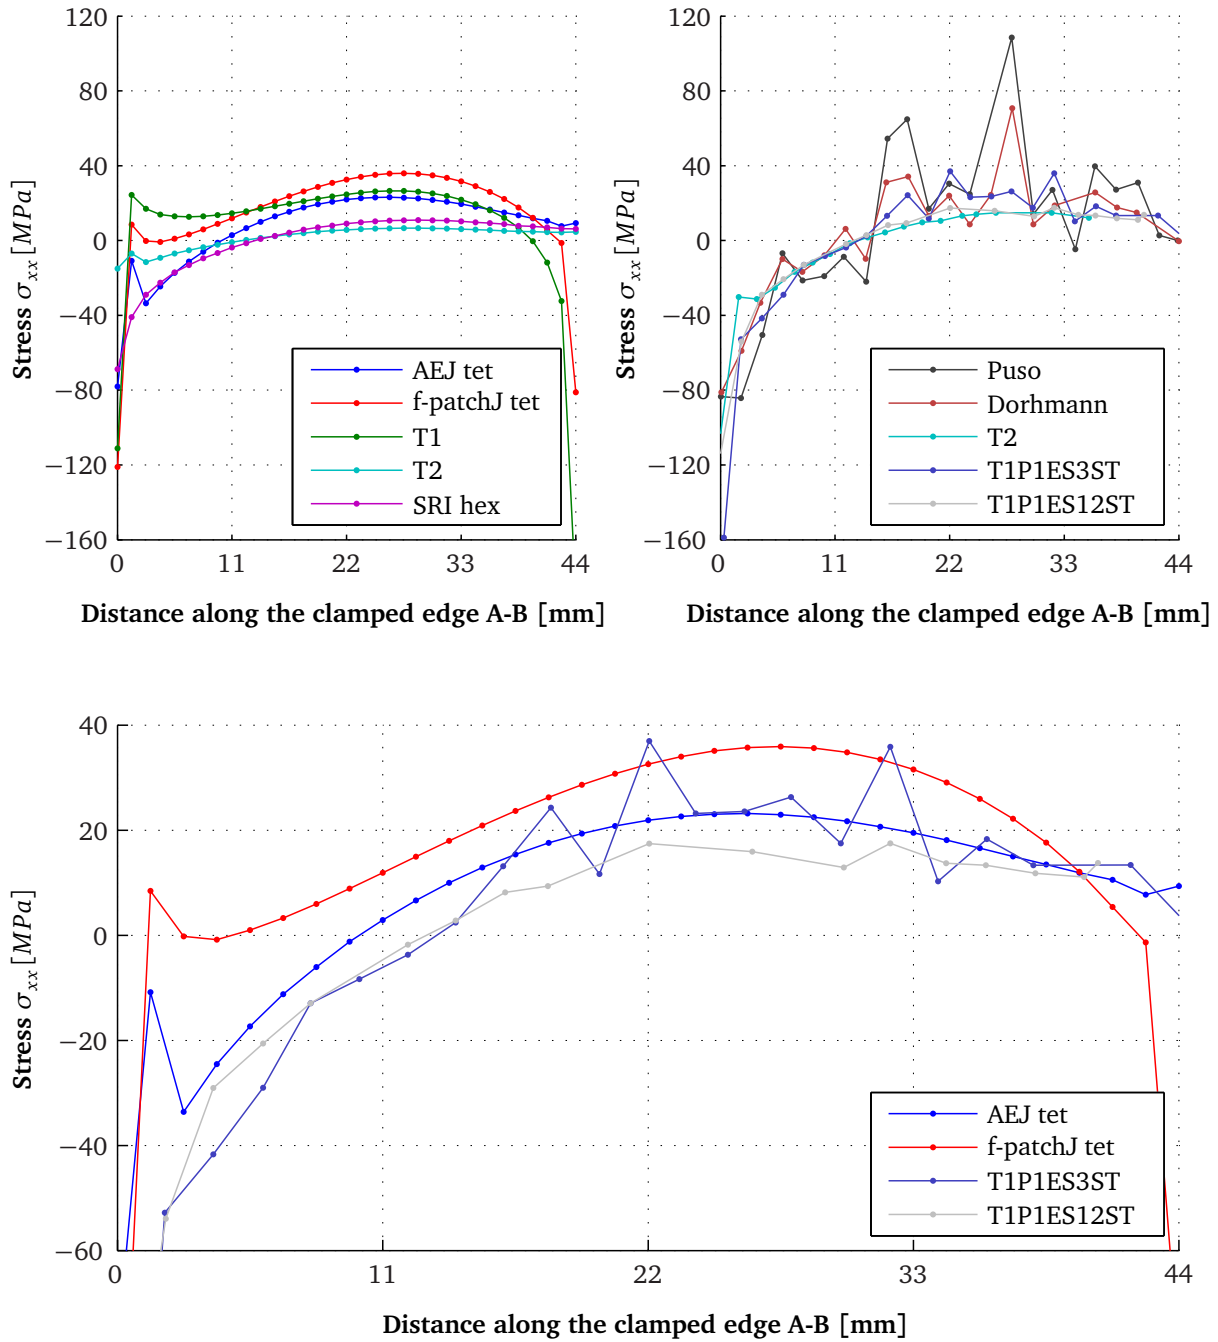 120
80
40
0
−40
−80
−120
−160
Stress σxx [MPa]
0 11 22 33 44
Distance along the clamped edge A-B [mm]
AEJ tet
f-patchJ tet
T1
T2
SRI hex
120
80
40
0
−40
−80
−120
−160
Stress σxx [MPa]
0 11 22 33 44
Distance along the clamped edge A-B [mm]
Puso
Dorhmann
T2
T1P1ES3ST
T1P1ES12ST
40
20
0
−20
−40
−60
Stress σxx [MPa]
0 11 22 33 44
Distance along the clamped edge A-B [mm]
AEJ tet
f-patchJ tet
T1P1ES3ST
T1P1ES12ST